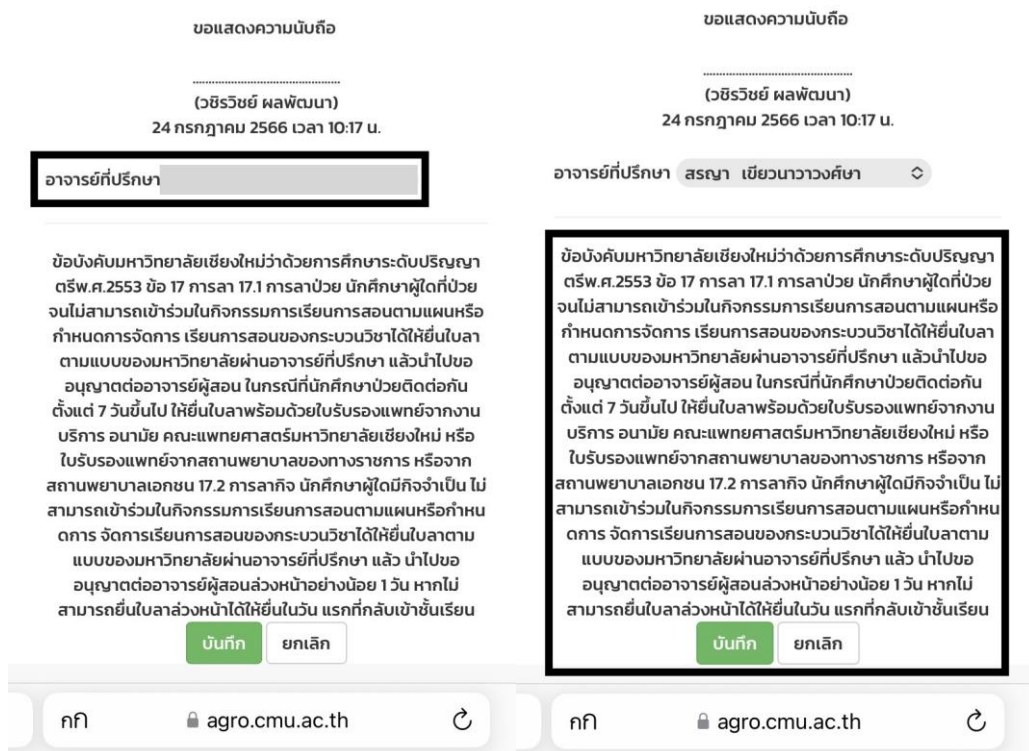 ขอแสดงความนับถือ
..............................................
(วชิรวิชย์ ผลพัฒนา)
24 กรกฎาคม 2566 เวลา 10:17 น.
อาจารย์ที่ปรึกษา
ข้อบังคับมหาวิทยาลัยเชียงใหม่ว่าด้วยการศึกษาระดับปริญญา
ตรีพ.ศ.2553 ข้อ 17 การลา 17.1 การลาป่วย นักศึกษาผู้ใดที่ป่วย
จนไม่สามารถเข้าร่วมในกิจกรรมการเรียนการสอนตามแผนหรือ
กำหนดการจัดการ เรียนการสอนของกระบวนวิชาได้ให้ยื่นใบลา
ตามแบบของมหาวิทยาลัยผ่านอาจารย์ที่ปรึกษา แล้วนำไปขอ
อนุญาตต่ออาจารย์ผู้สอน ในกรณีที่นักศึกษาป่วยติดต่อกัน
ตั้งแต่ 7 วันขึ้นไป ให้ยื่นใบลาพร้อมด้วยใบรับรองแพทย์จากงาน
บริการ อนามัย คณะแพทยศาสตร์มหาวิทยาลัยเชียงใหม่ หรือ
ใบรับรองแพทย์จากสถานพยาบาลของทางราชการ หรือจาก
สถานพยาบาลเอกชน 17.2 การลากิจ นักศึกษาผู้ใดมีกิจจำเป็น ไม่
สามารถเข้าร่วมในกิจกรรมการเรียนการสอนตามแผนหรือกำหน
ดการ จัดการเรียนการสอนของกระบวนวิชาได้ให้ยื่นใบลาตาม
แบบของมหาวิทยาลัยผ่านอาจารย์ที่ปรึกษา แล้ว นำไปขอ
อนุญาตต่ออาจารย์ผู้สอนล่วงหน้าอย่างน้อย 1 วัน หากไม่
สามารถยื่นใบลาล่วงหน้าได้ให้ยื่นในวัน แรกที่กลับเข้าชั้นเรียน
บันทึก ยกเลิก
กกิ agro.cmu.ac.th
ขอแสดงความนับถือ
..............................................
(วชิรวิชย์ ผลพัฒนา)
24 กรกฎาคม 2566 เวลา 10:17 น.
อาจารย์ที่ปรึกษา สรญา เขียวนาวาวงศ์ษา
ข้อบังคับมหาวิทยาลัยเชียงใหม่ว่าด้วยการศึกษาระดับปริญญา
ตรีพ.ศ.2553 ข้อ 17 การลา 17.1 การลาป่วย นักศึกษาผู้ใดที่ป่วย
จนไม่สามารถเข้าร่วมในกิจกรรมการเรียนการสอนตามแผนหรือ
กำหนดการจัดการ เรียนการสอนของกระบวนวิชาได้ให้ยื่นใบลา
ตามแบบของมหาวิทยาลัยผ่านอาจารย์ที่ปรึกษา แล้วนำไปขอ
อนุญาตต่ออาจารย์ผู้สอน ในกรณีที่นักศึกษาป่วยติดต่อกัน
ตั้งแต่ 7 วันขึ้นไป ให้ยื่นใบลาพร้อมด้วยใบรับรองแพทย์จากงาน
บริการ อนามัย คณะแพทยศาสตร์มหาวิทยาลัยเชียงใหม่ หรือ
ใบรับรองแพทย์จากสถานพยาบาลของทางราชการ หรือจาก
สถานพยาบาลเอกชน 17.2 การลากิจ นักศึกษาผู้ใดมีกิจจำเป็น ไม่
สามารถเข้าร่วมในกิจกรรมการเรียนการสอนตามแผนหรือกำหน
ดการ จัดการเรียนการสอนของกระบวนวิชาได้ให้ยื่นใบลาตาม
แบบของมหาวิทยาลัยผ่านอาจารย์ที่ปรึกษา แล้ว นำไปขอ
อนุญาตต่ออาจารย์ผู้สอนล่วงหน้าอย่างน้อย 1 วัน หากไม่
สามารถยื่นใบลาล่วงหน้าได้ให้ยื่นในวัน แรกที่กลับเข้าชั้นเรียน
บันทึก ยกเลิก
กกิ agro.cmu.ac.th